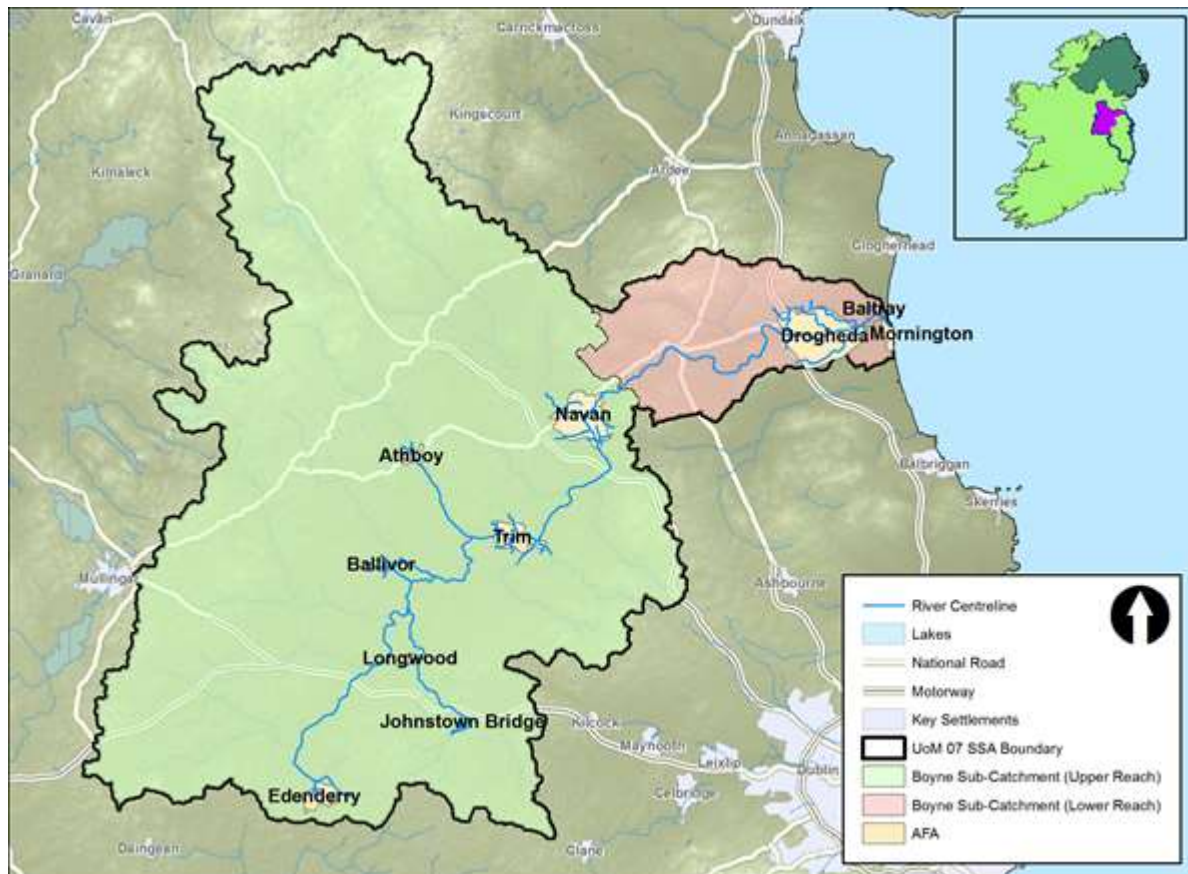 Cavan
Carrickmacross
Dundalk
Kingscourt
Annagassan
Kilnaleck
Ardee
Clogherhead
Granard
Baltray
Drogheda
Mornington
Navan
Athboy
Balbriggan
Skerries
Trim
Ballivor
Mullingar
Ashbourne
Longwood
Johnstown Bridge
Kilcock
Maynooth
Leixlip
Dublin
Edenderry
Celbridge
Daingean
Clane
River Centreline
Lakes
National Road
Motorway
Key Settlements
UoM 07 SSA Boundary
Boyne Sub-Catchment (Upper Reach)
Boyne Sub-Catchment (Lower Reach)
AFA